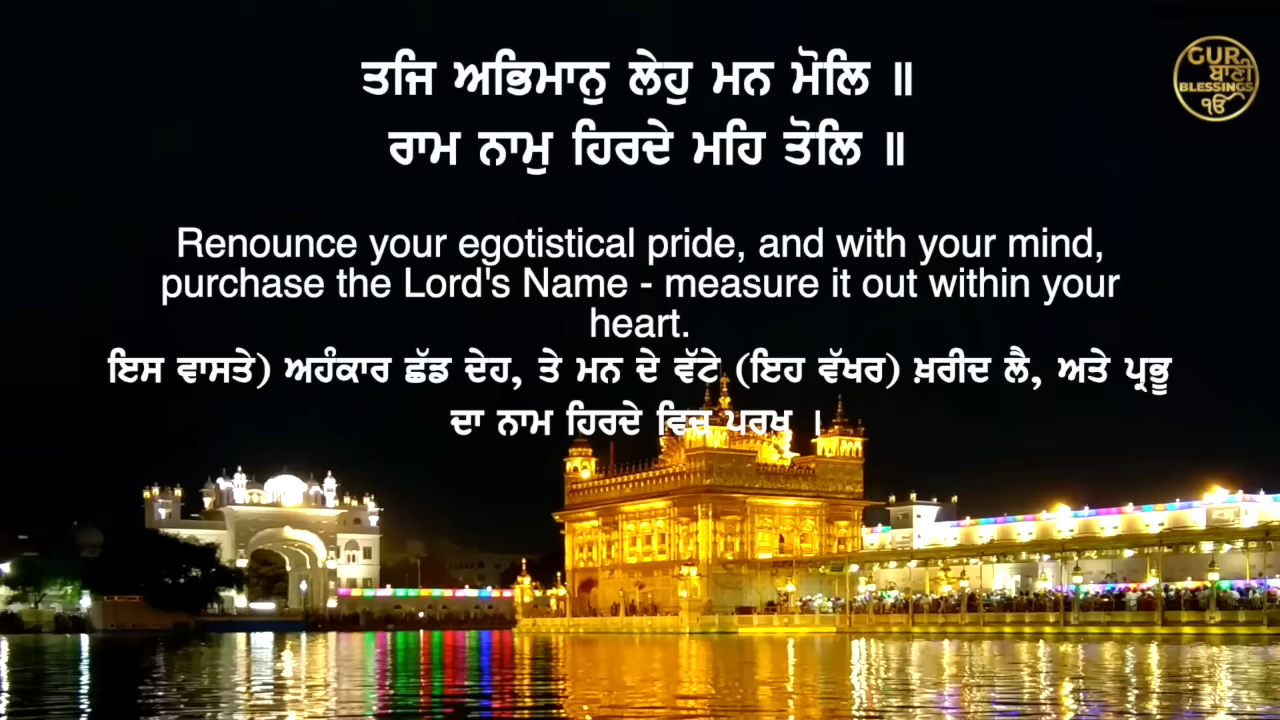 ਤਜਿ ਅਭਿਮਾਨੁ ਲੇਹੁ ਮਨ ਮੋਲਿ ॥
ਰਾਮ ਨਾਮੁ ਹਿਰਦੇ ਮਹਿ ਤੋਲਿ ॥
Renounce your egotistical pride, and with your mind,
purchase the Lord's Name - measure it out within your
heart.
ਇਸ ਵਾਸਤੇ) ਅਹੰਕਾਰ ਛੱਡ ਦੇਹ, ਤੇ ਮਨ ਦੇ ਵੱਟੇ (ਇਹ ਵੱਖਰ) ਖ਼ਰੀਦ ਲੈ, ਅਤੇ ਪ੍ਰਭੂ
ਦਾ ਨਾਮ ਹਿਰਦੇ ਵਿਚ ਪਰਖ ।
GUR
ਬਾਣੀ
BLESSINGS
ੴ